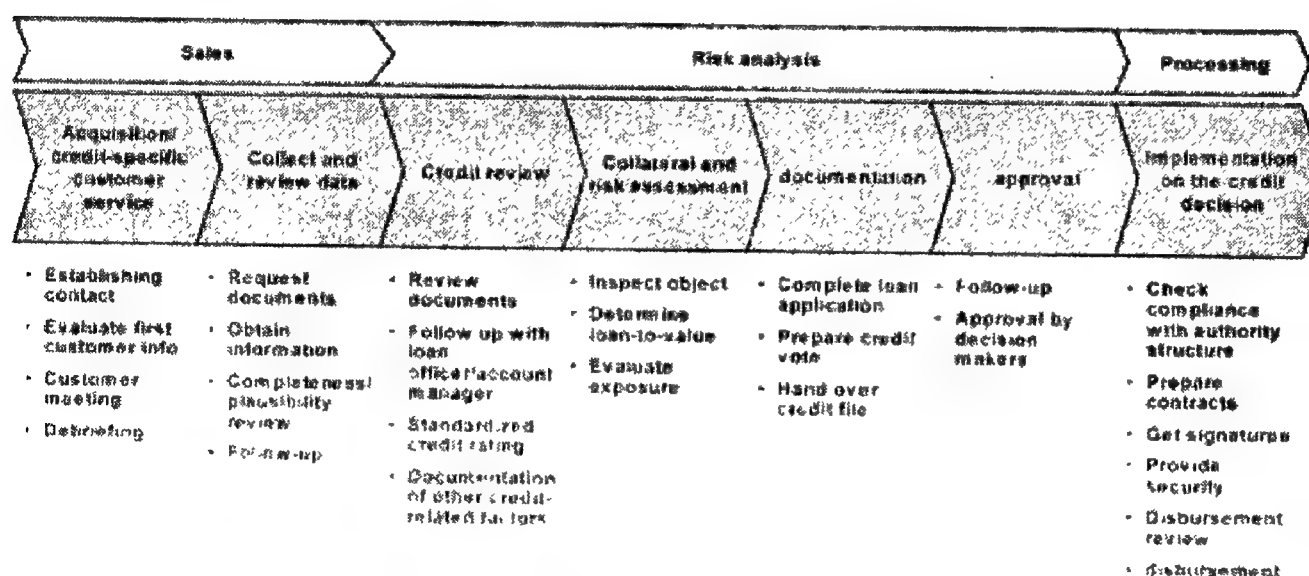 Sales
Risk analysis
Processing
Acquisition/
credit-specific
customer
service
Collect and
review data
Credit review
Collateral and
risk assessment
documentation
approval
Implementation
on the credit
decision
• Establishing
contact
• Evaluate first
customer info
• Customer
meeting
• Debriefing
• Request
documents
• Obtain
information
• Completeness/
plausibility
review
• Follow-up
• Review
documents
• Follow up with
loan
officer/account
manager
• Standardized
credit rating
• Documentation
of other credit-
related factors
• Inspect object
• Determine
loan-to-value
• Evaluate
exposure
• Complete loan
application
• Prepare credit
vote
• Hand over
credit file
• Follow-up
• Approval by
decision
makers
• Check
compliance
with authority
structure
• Prepare
contracts
• Get signatures
• Provide
security
• Disbursement
review
• disbursement